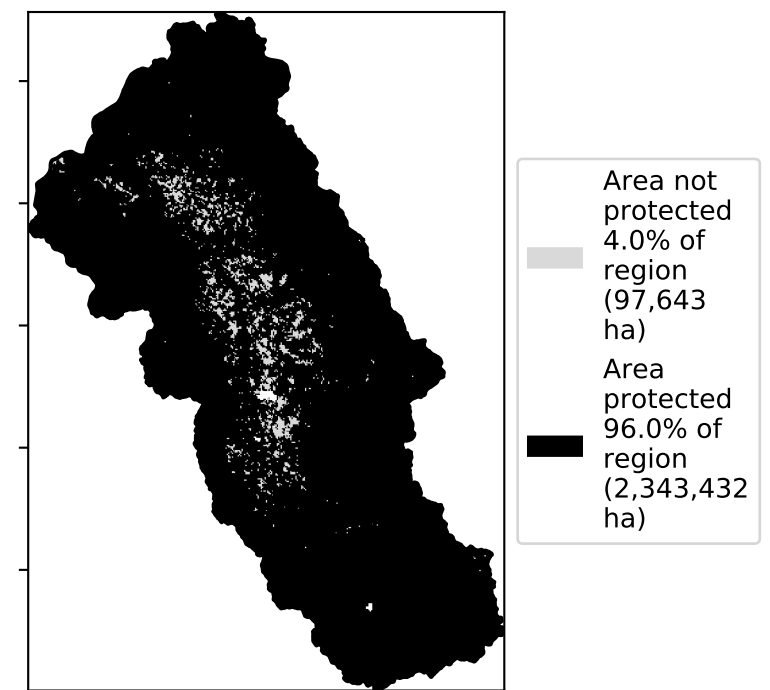 Area not
protected
4.0% of
region
(97,643
ha)
Area
protected
96.0% of
region
(2,343,432
ha)